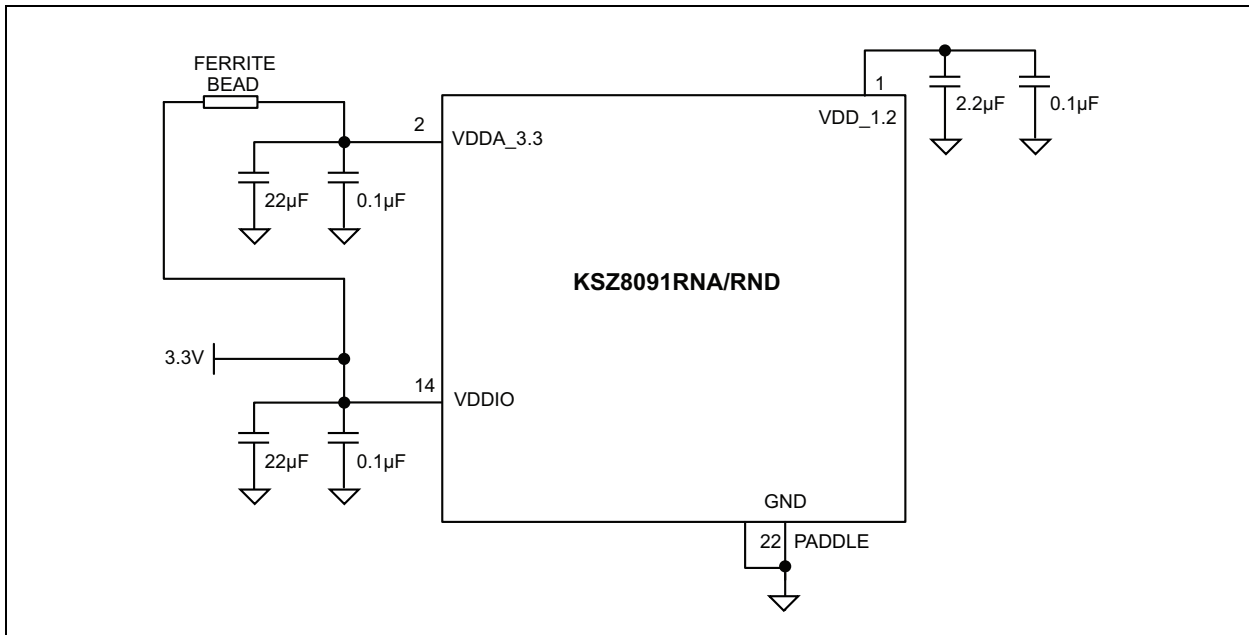 FERRITE
BEAD
1
2.2µF
0.1µF
VDD_1.2
2
VDDA_3.3
22µF
0.1µF
KSZ8091RNA/RND
3.3V
14
VDDIO
22µF
0.1µF
GND
22 PADDLE